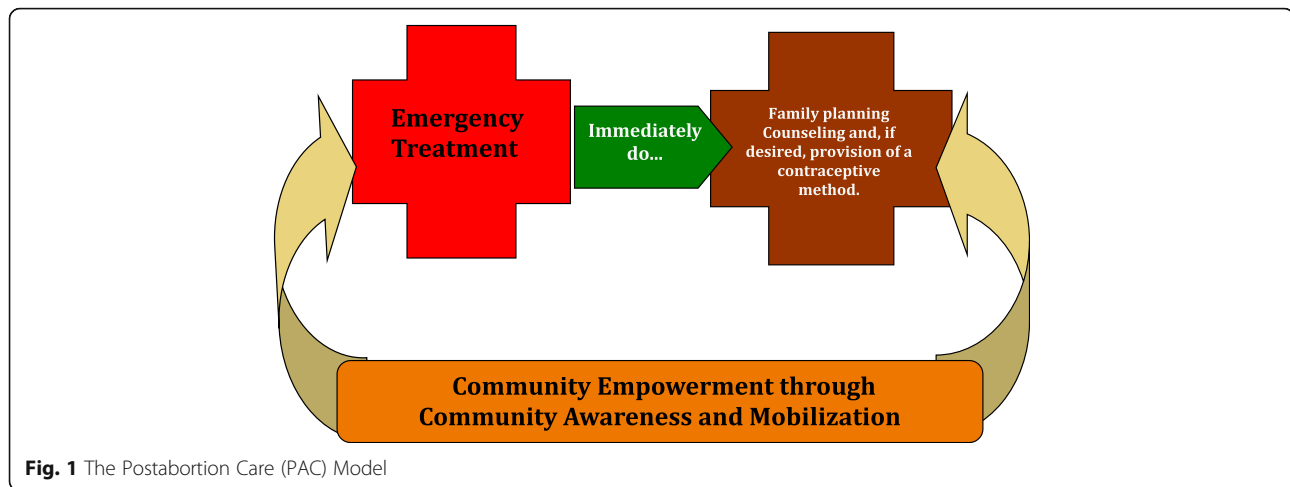 Emergency
Treatment
Immediately
do...
Family planning
Counseling and, if
desired, provision of a
contraceptive
method.
Community Empowerment through
Community Awareness and Mobilization
Fig. 1 The Postabortion Care (PAC) Model